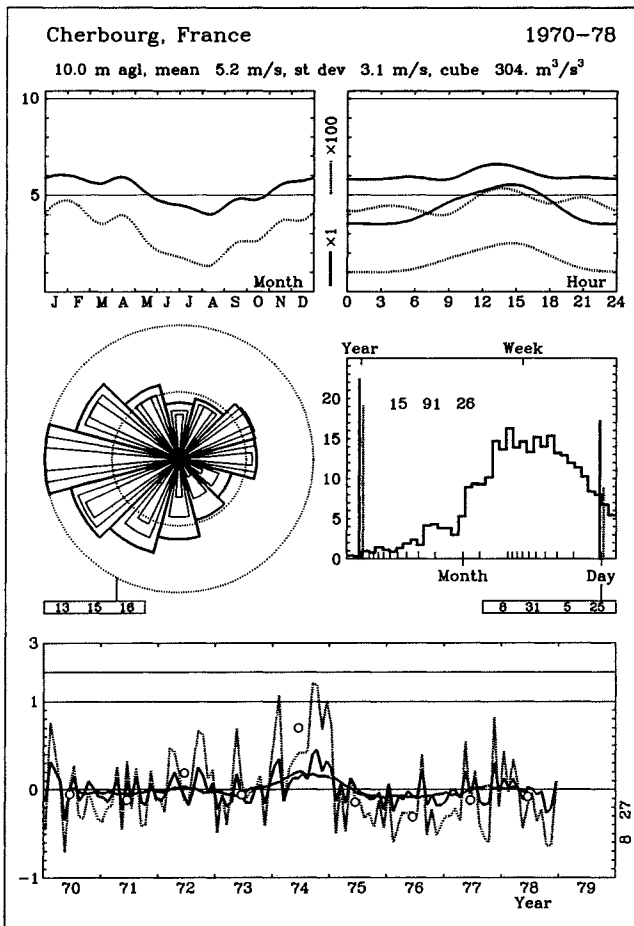 Cherbourg, France 1970–78
10.0 m agl, mean 5.2 m/s, st dev 3.1 m/s, cube 304. m³/s³
10
5
J F M A M J J A S O N D
Month
×1 ×100
0 3 6 9 12 15 18 21 24
Hour
Year Week
20
15
10
5
0
15 91 26
Month Day
13 15 16
8 31 5 25
3
1
0
-1
70 71 72 73 74 75 76 77 78 79
Year
8 27